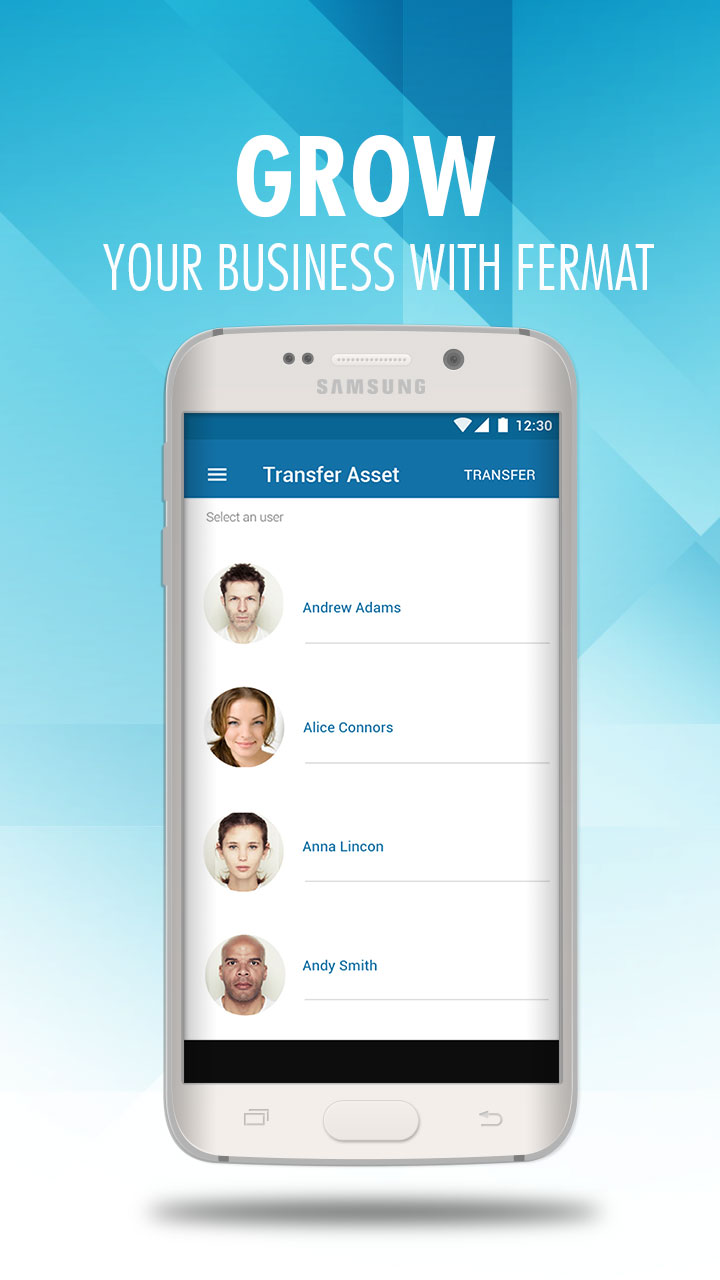 GROW
YOUR BUSINESS WITH FERMAT
SAMSUNG
12:30
Transfer Asset TRANSFER
Select an user
Andrew Adams
Alice Connors
Anna Lincon
Andy Smith